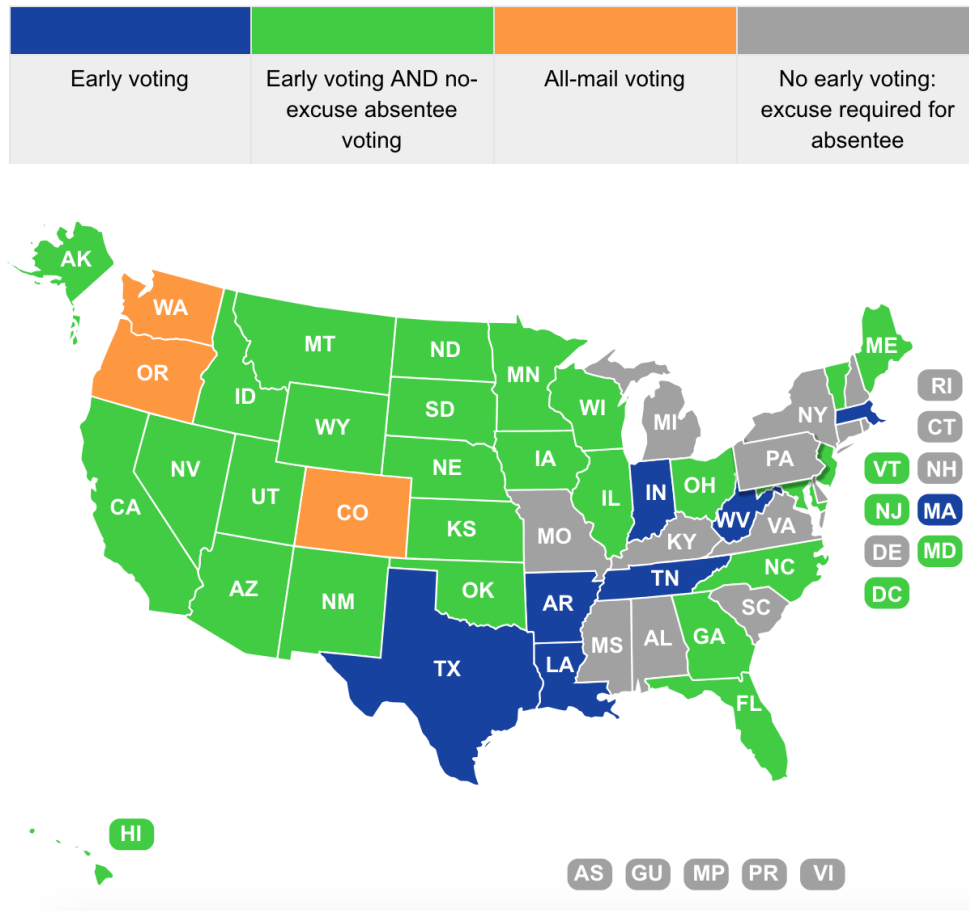 Early voting
Early voting AND no-
excuse absentee
voting
All-mail voting
No early voting:
excuse required for
absentee
AK
WA
MT
ND
ME
OR
MN
ID
SD
WI
RI
WY
MI
NY
CT
NV
NE
IA
PA
VT
NH
UT
IL
IN
OH
CA
CO
KS
MO
WV
VA
NJ
MA
KY
DE
MD
AZ
NM
OK
TN
NC
DC
AR
SC
TX
LA
MS
AL
GA
FL
HI
AS
GU
MP
PR
VI